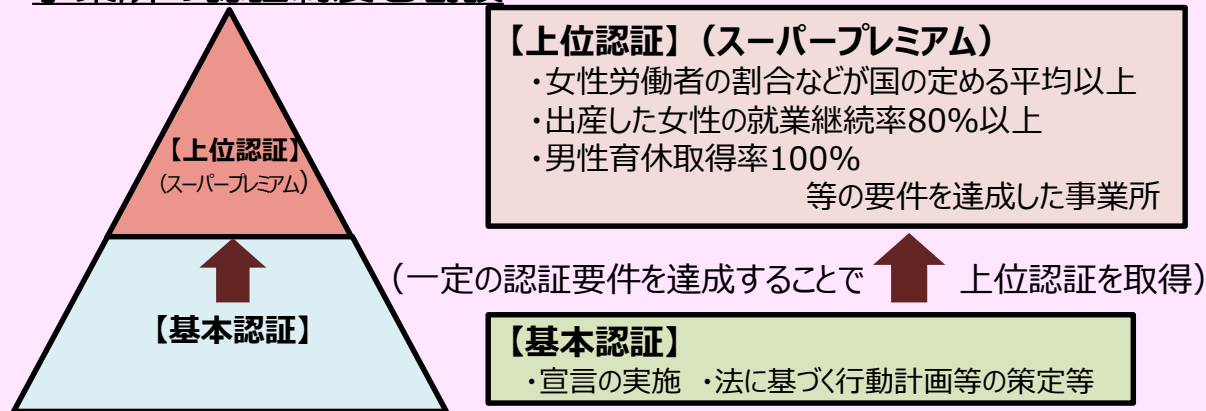 【上位認証】（スーパープレミアム）
・女性労働者の割合などが国の定める平均以上
・出産した女性の就業継続率80%以上
・男性育休取得率100%
等の要件を達成した事業所
【上位認証】
（スーパープレミアム）
（一定の認証要件を達成することで 上位認証を取得）
【基本認証】
【基本認証】
・宣言の実施 ・法に基づく行動計画等の策定等